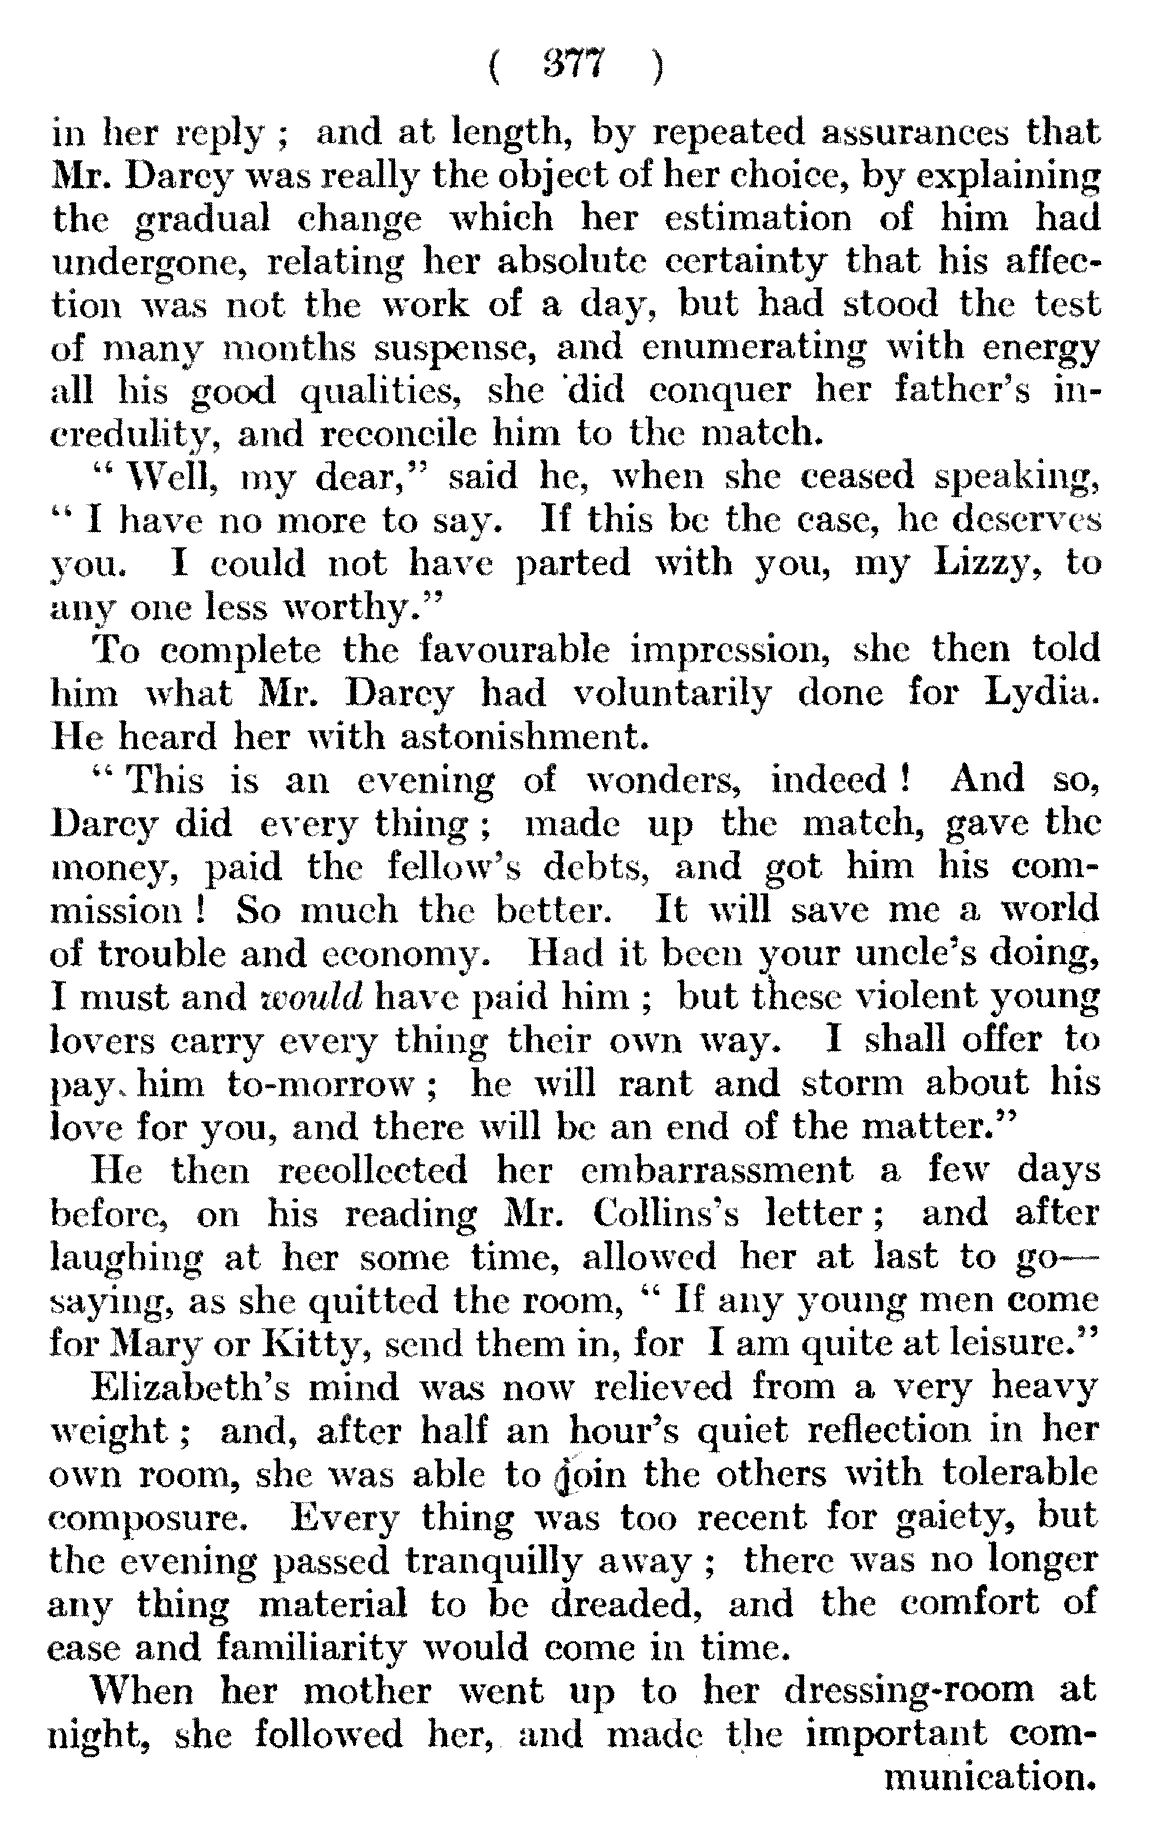 ( 377 )
in her reply ; and at length, by repeated assurances that
Mr. Darcy was really the object of her choice, by explaining
the gradual change which her estimation of him had
undergone, relating her absolute certainty that his affec-
tion was not the work of a day, but had stood the test
of many months suspense, and enumerating with energy
all his good qualities, she did conquer her father's in-
credulity, and reconcile him to the match.
“ Well, my dear,” said he, when she ceased speaking,
“ I have no more to say. If this be the case, he deserves
you. I could not have parted with you, my Lizzy, to
any one less worthy.”
To complete the favourable impression, she then told
him what Mr. Darcy had voluntarily done for Lydia.
He heard her with astonishment.
“ This is an evening of wonders, indeed ! And so,
Darcy did every thing ; made up the match, gave the
money, paid the fellow's debts, and got him his com-
mission ! So much the better. It will save me a world
of trouble and economy. Had it been your uncle's doing,
I must and would have paid him ; but these violent young
lovers carry every thing their own way. I shall offer to
pay him to-morrow ; he will rant and storm about his
love for you, and there will be an end of the matter.”
He then recollected her embarrassment a few days
before, on his reading Mr. Collins's letter ; and after
laughing at her some time, allowed her at last to go—
saying, as she quitted the room, “ If any young men come
for Mary or Kitty, send them in, for I am quite at leisure.”
Elizabeth's mind was now relieved from a very heavy
weight ; and, after half an hour's quiet reflection in her
own room, she was able to join the others with tolerable
composure. Every thing was too recent for gaiety, but
the evening passed tranquilly away ; there was no longer
any thing material to be dreaded, and the comfort of
ease and familiarity would come in time.
When her mother went up to her dressing-room at
night, she followed her, and made the important com-
munication.